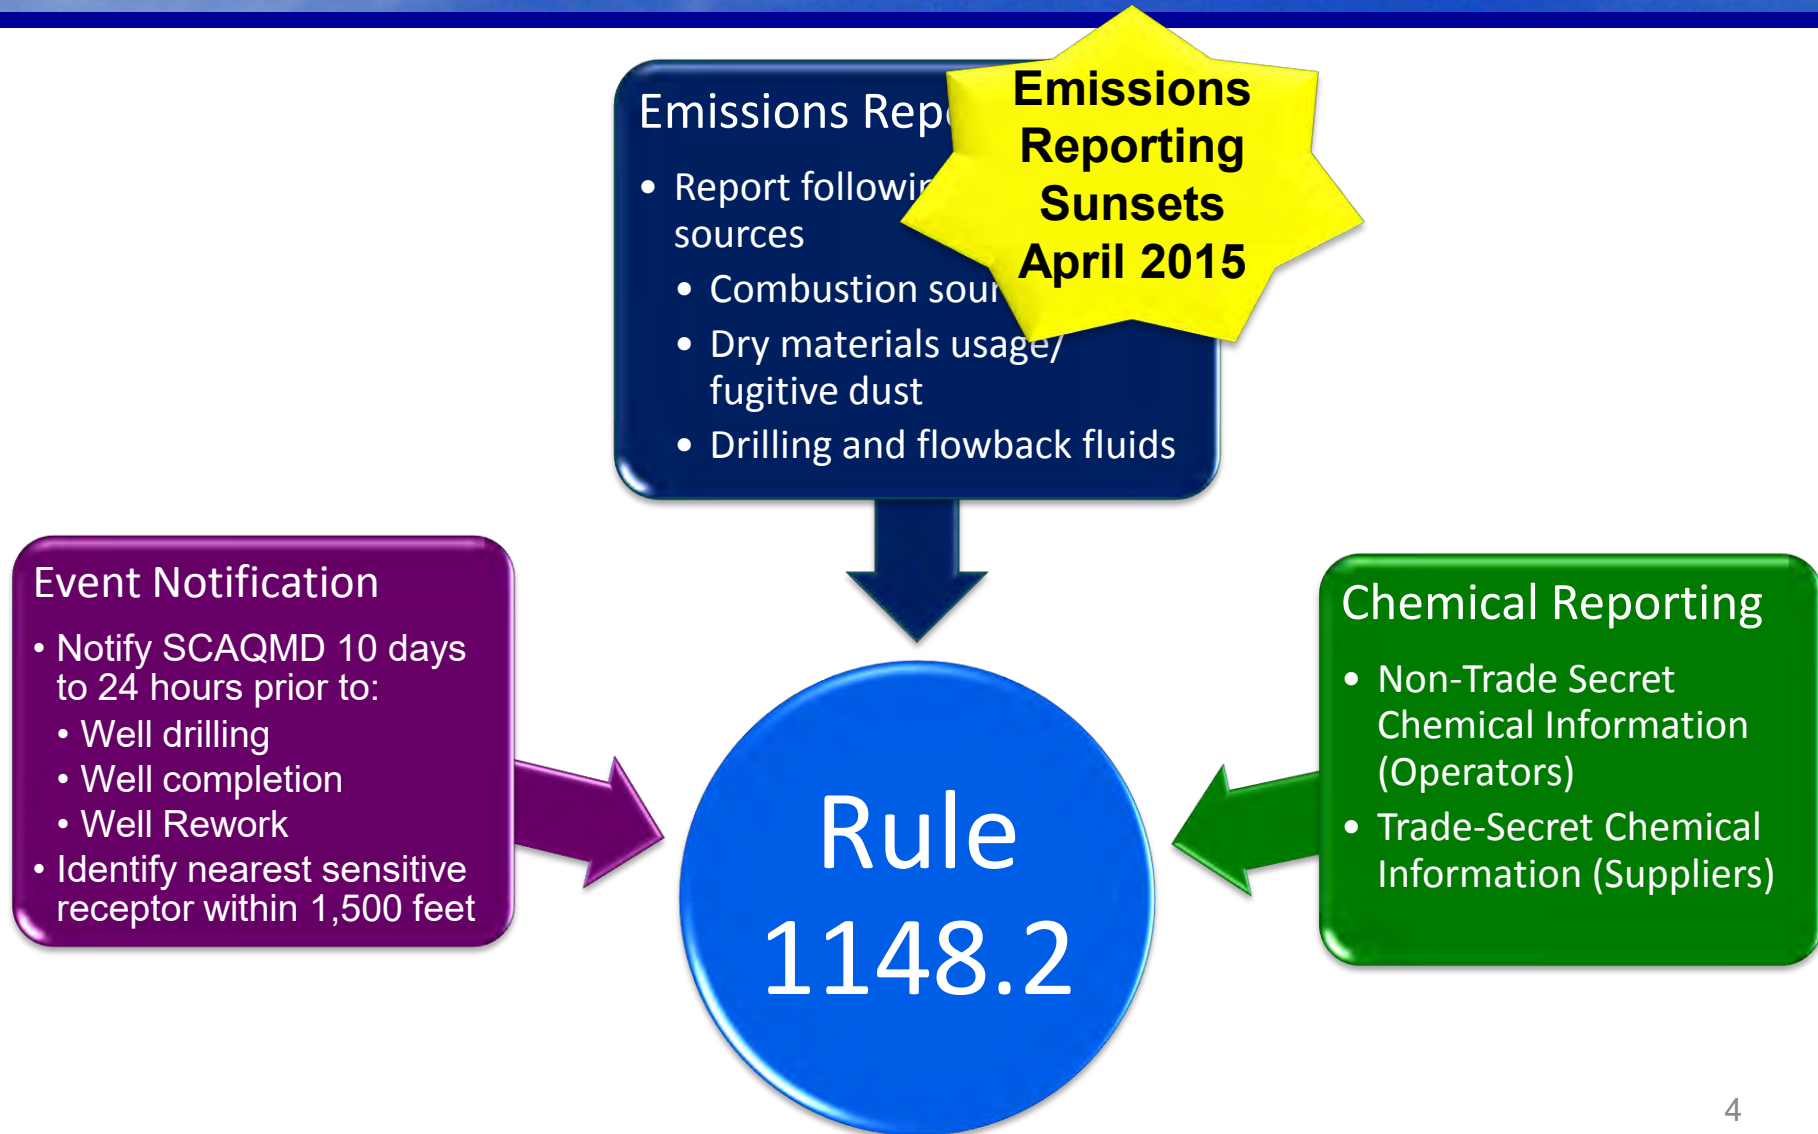 Emissions
Reporting
Sunsets
April 2015
Emissions
• Report
sources
• Combustion
• Dry materials usage/
fugitive dust
• Drilling and flowback fluids
Event Notification
• Notify SCAQMD 10 days
to 24 hours prior to:
• Well drilling
• Well completion
• Well Rework
• Identify nearest sensitive
receptor within 1,500 feet
Chemical Reporting
• Non-Trade Secret
Chemical Information
(Operators)
• Trade-Secret Chemical
Information (Suppliers)
Rule
1148.2
4